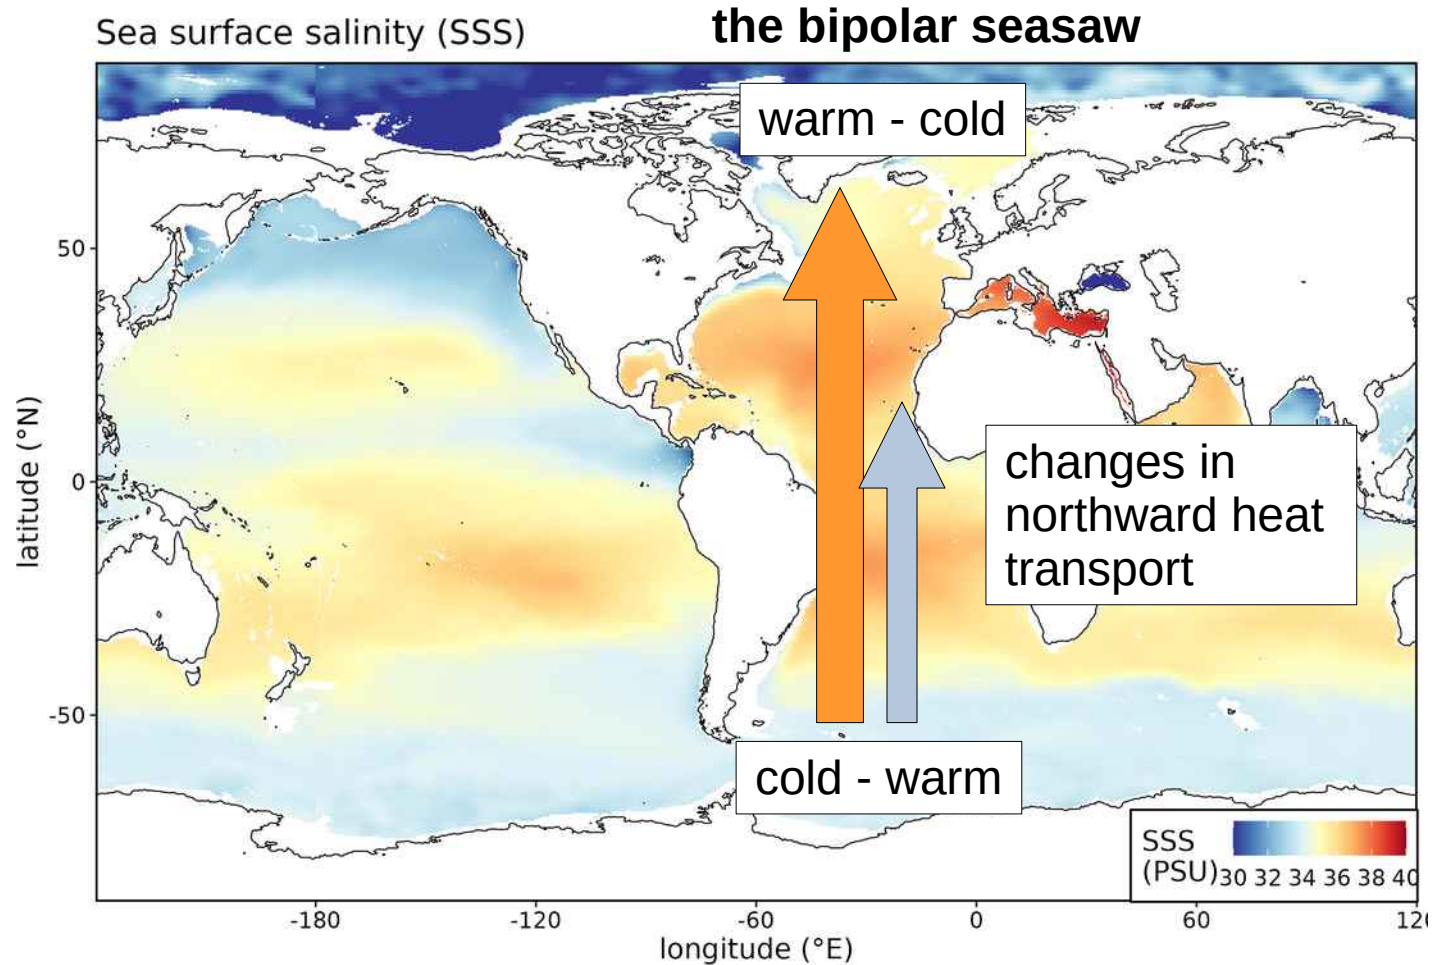 the bipolar seasaw
Sea surface salinity (SSS)
warm - cold
50
0
-50
latitude (°N)
changes in
northward heat
transport
cold - warm
SSS
(PSU)
30 32 34 36 38 40
-180 -120 -60 0 60
longitude (°E)